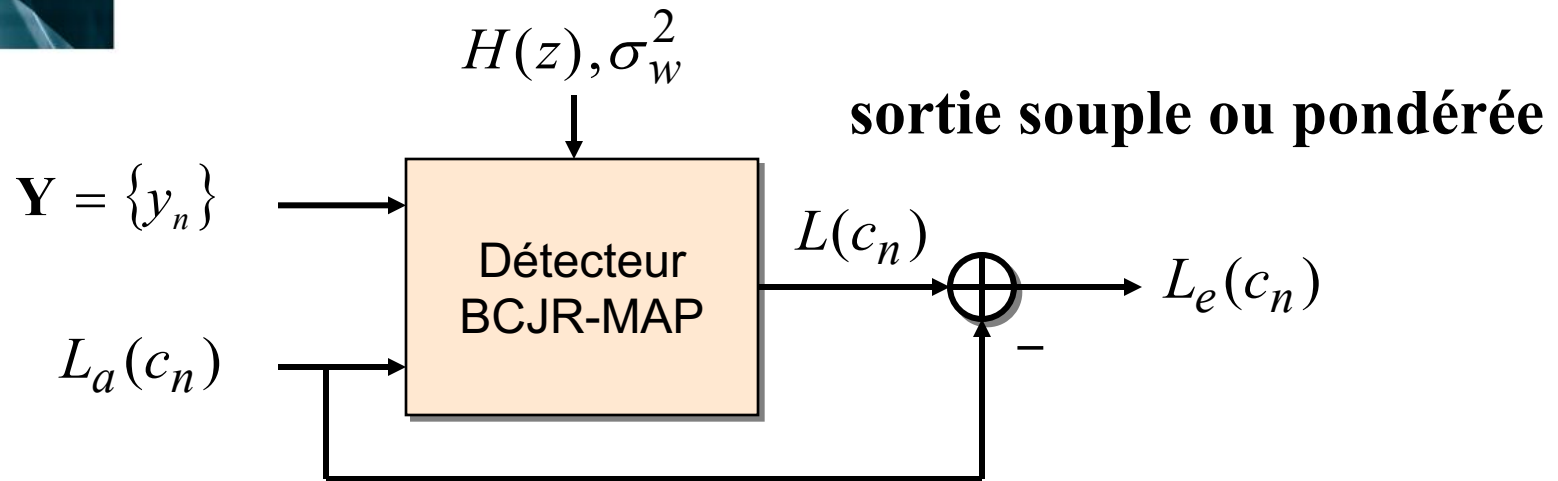 H(z), σ_w^2
sortie souple ou pondérée
Y = {y_n}
Détecteur
BCJR-MAP
L(c_n)
L_e(c_n)
L_a(c_n)
−